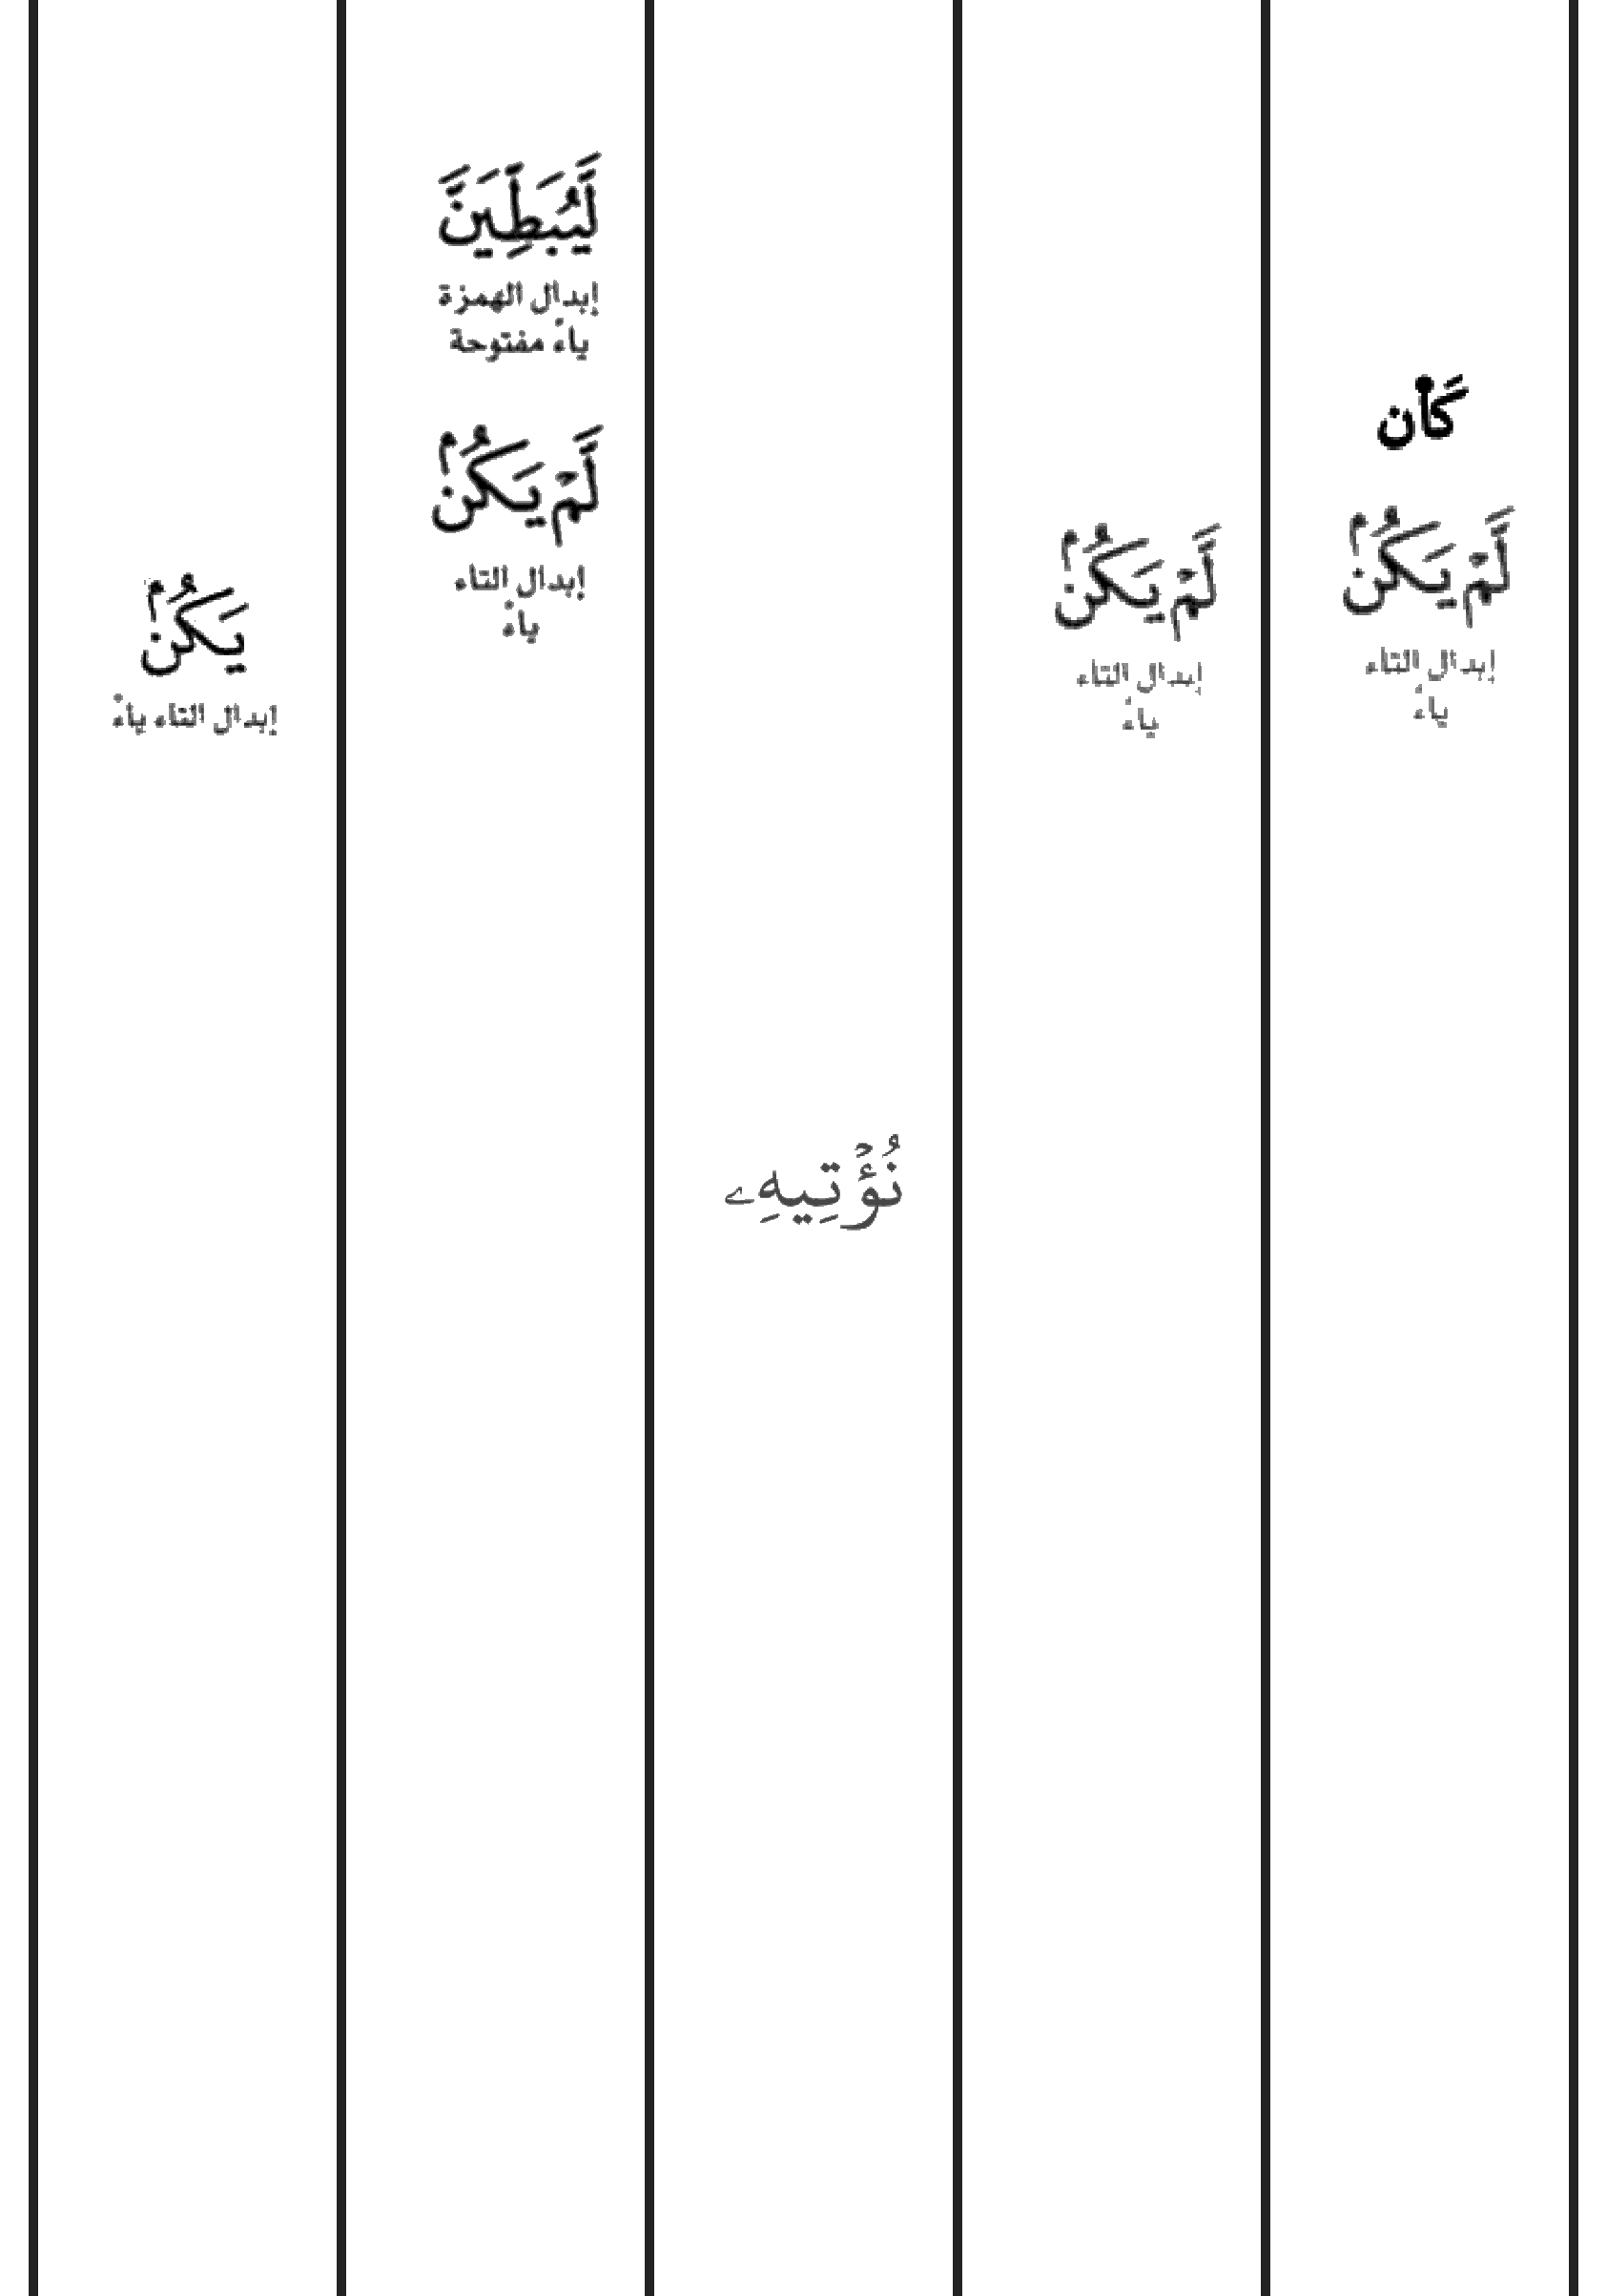 كَأن
لَّمْ يَكُنۢ
إبدال التاء
ياءً
لَّمْ يَكُنۢ
إبدال التاء
ياءً
نُؤۡتِيهِۦ
لَّيُبَطِّيَنَّ
إبدال الهمزة
ياءً مفتوحة
لَّمْ يَكُنۢ
إبدال التاء
ياءً
يَكُنۢ
إبدال التاء ياءً